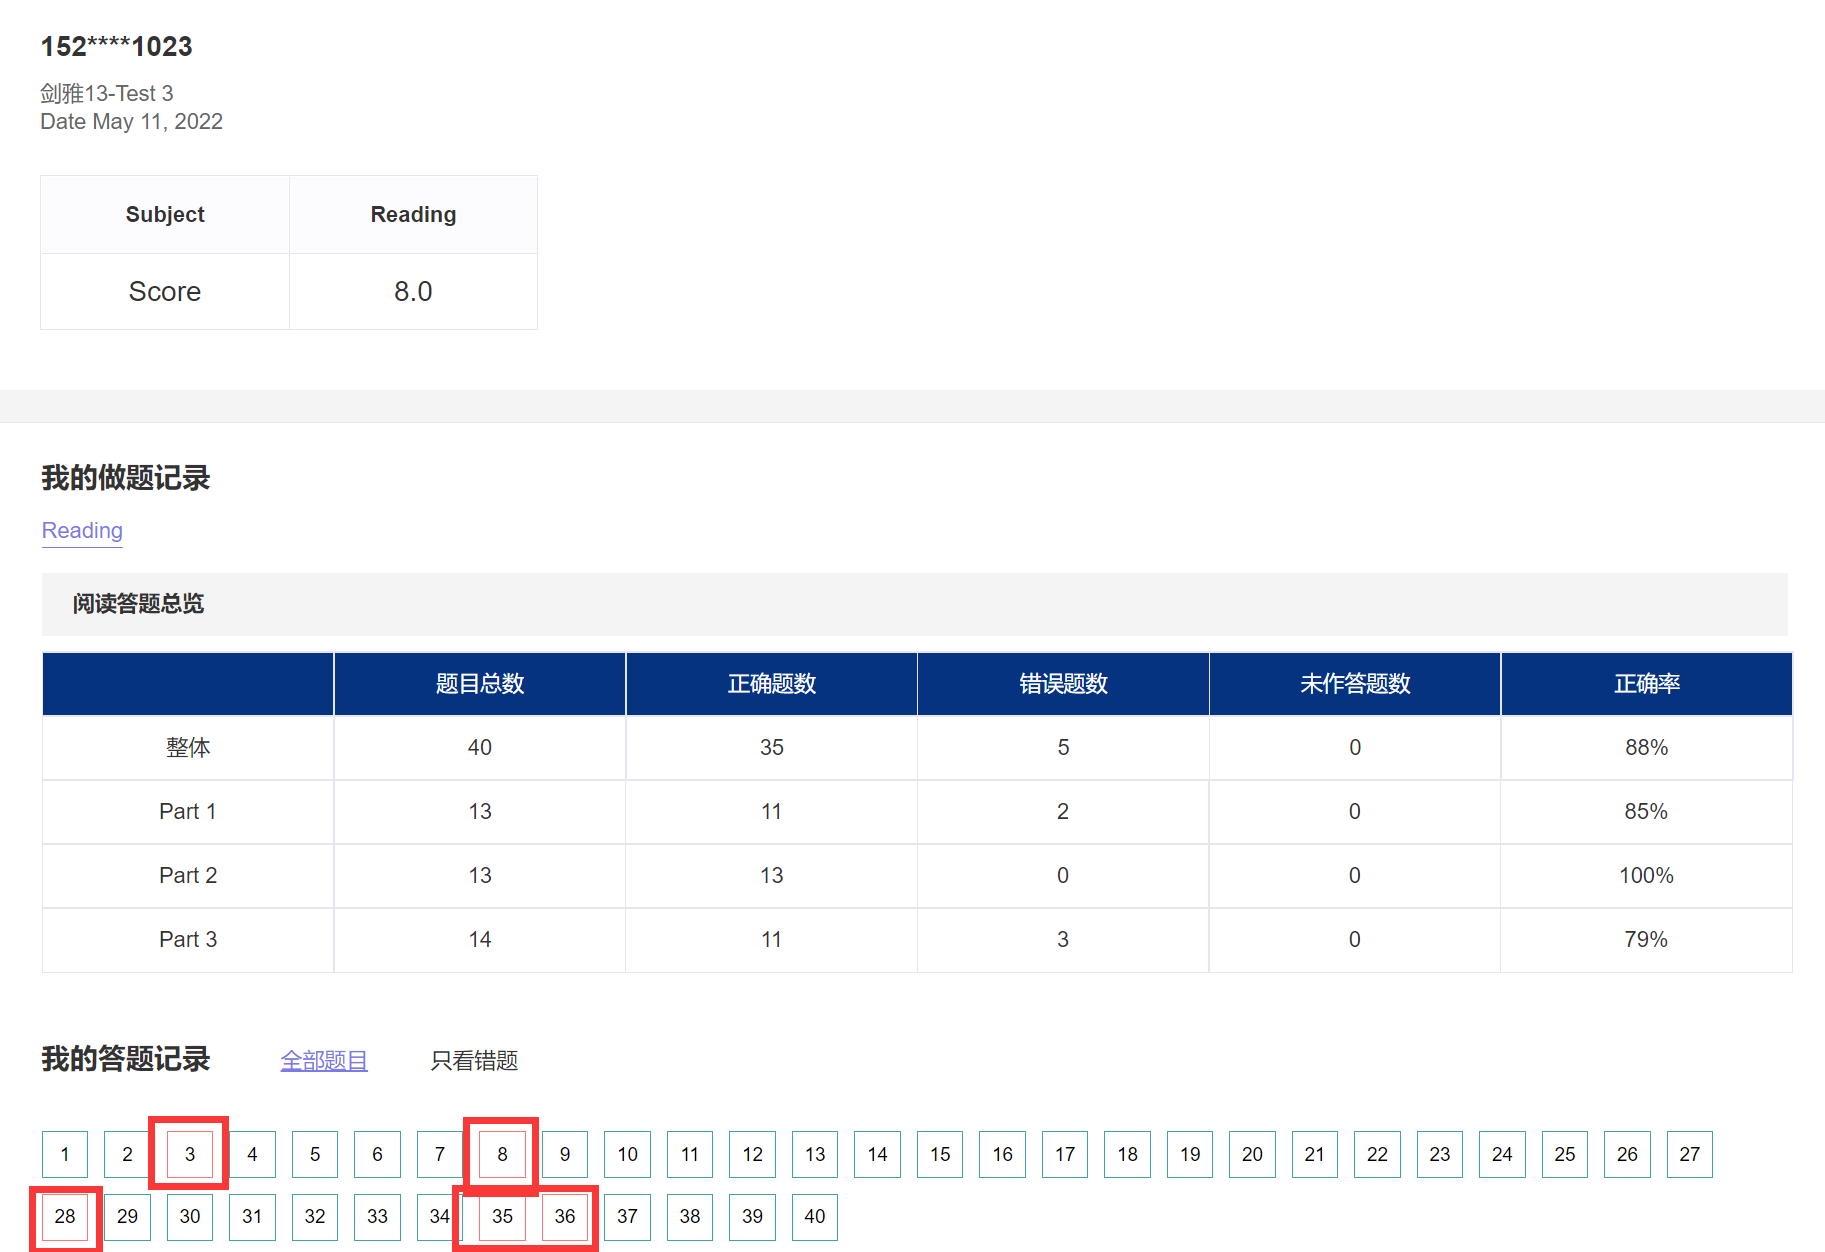 152****1023
剑雅13-Test 3
Date May 11, 2022
Subject Reading
Score 8.0
我的做题记录
Reading
阅读答题总览
题目总数 正确题数 错误题数 未作答题数 正确率
整体 40 35 5 0 88%
Part 1 13 11 2 0 85%
Part 2 13 13 0 0 100%
Part 3 14 11 3 0 79%
我的答题记录 全部题目 只看错题
1 2 3 4 5 6 7 8 9 10 11 12 13 14 15 16 17 18 19 20 21 22 23 24 25 26 27
28 29 30 31 32 33 34 35 36 37 38 39 40